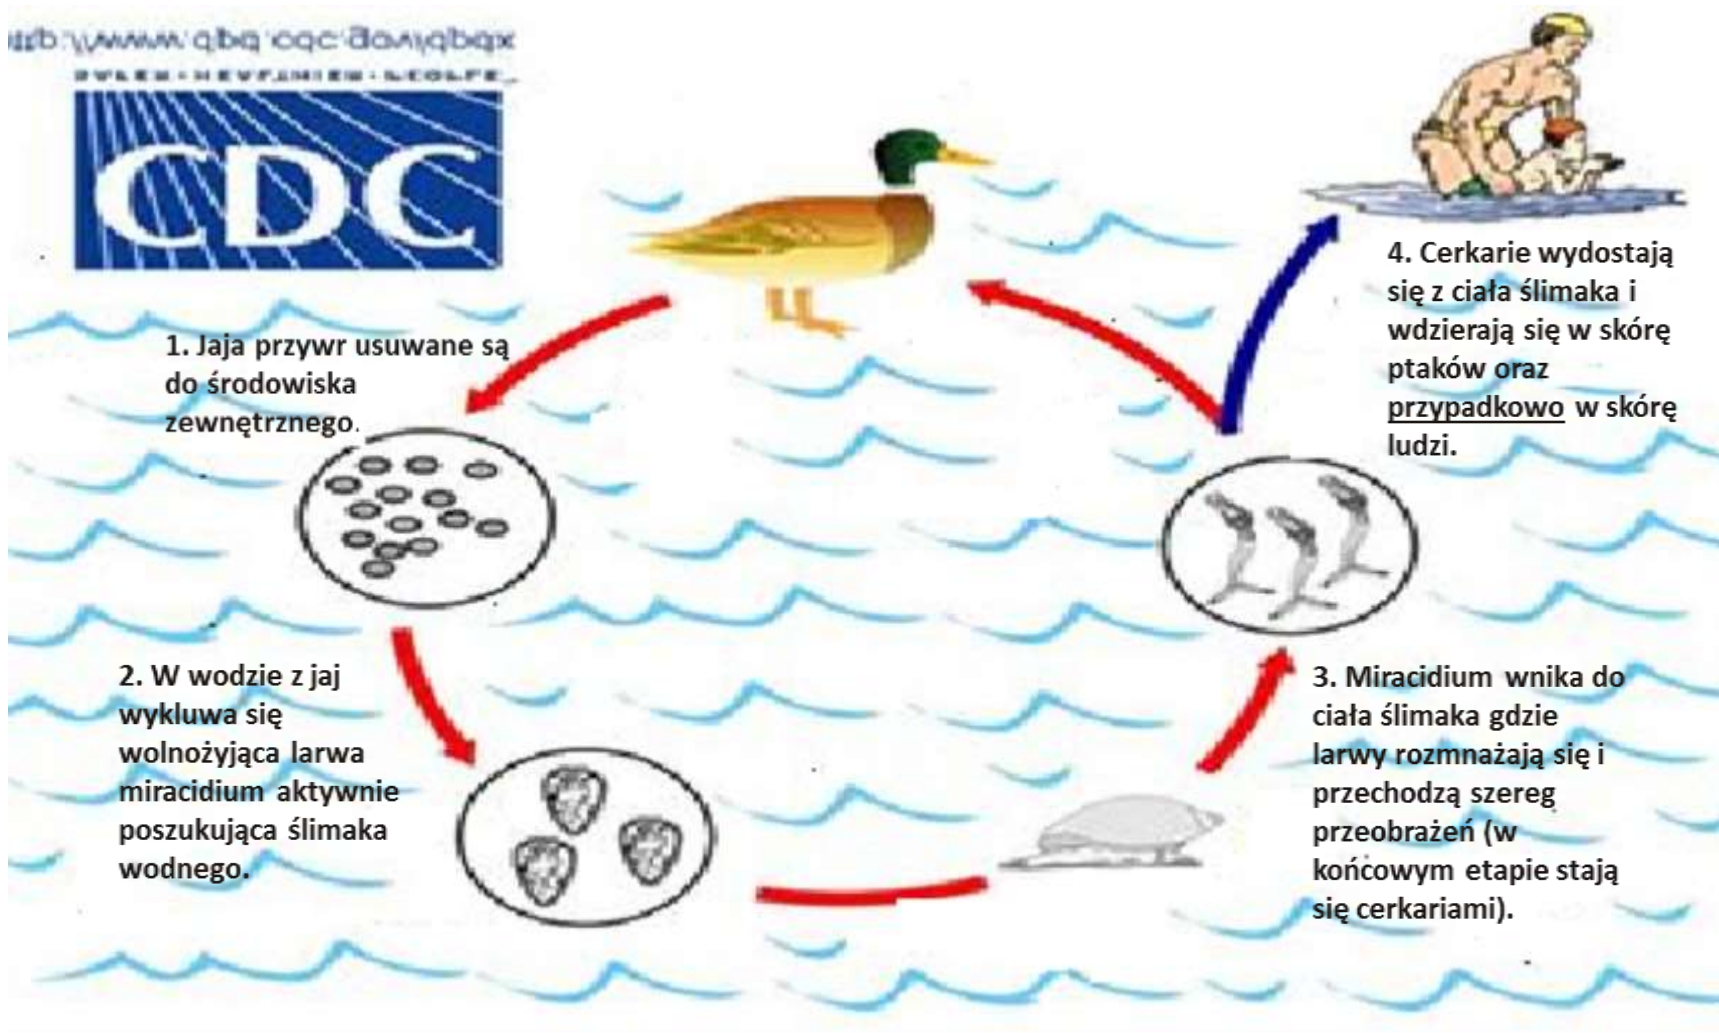 CDC
1. Jaja przywr usuwane są
do środowiska
zewnętrznego.
2. W wodzie z jaj
wykluwa się
wolnożyjąca larwa
miracidium aktywnie
poszukująca ślimaka
wodnego.
3. Miracidium wnika do
ciała ślimaka gdzie
larwy rozmnażają się i
przechodzą szereg
przeobrażeń (w
końcowym etapie stają
się cerkariami).
4. Cerkarie wydostają
się z ciała ślimaka i
wdzierają się w skórę
ptaków oraz
przypadkowo w skórę
ludzi.